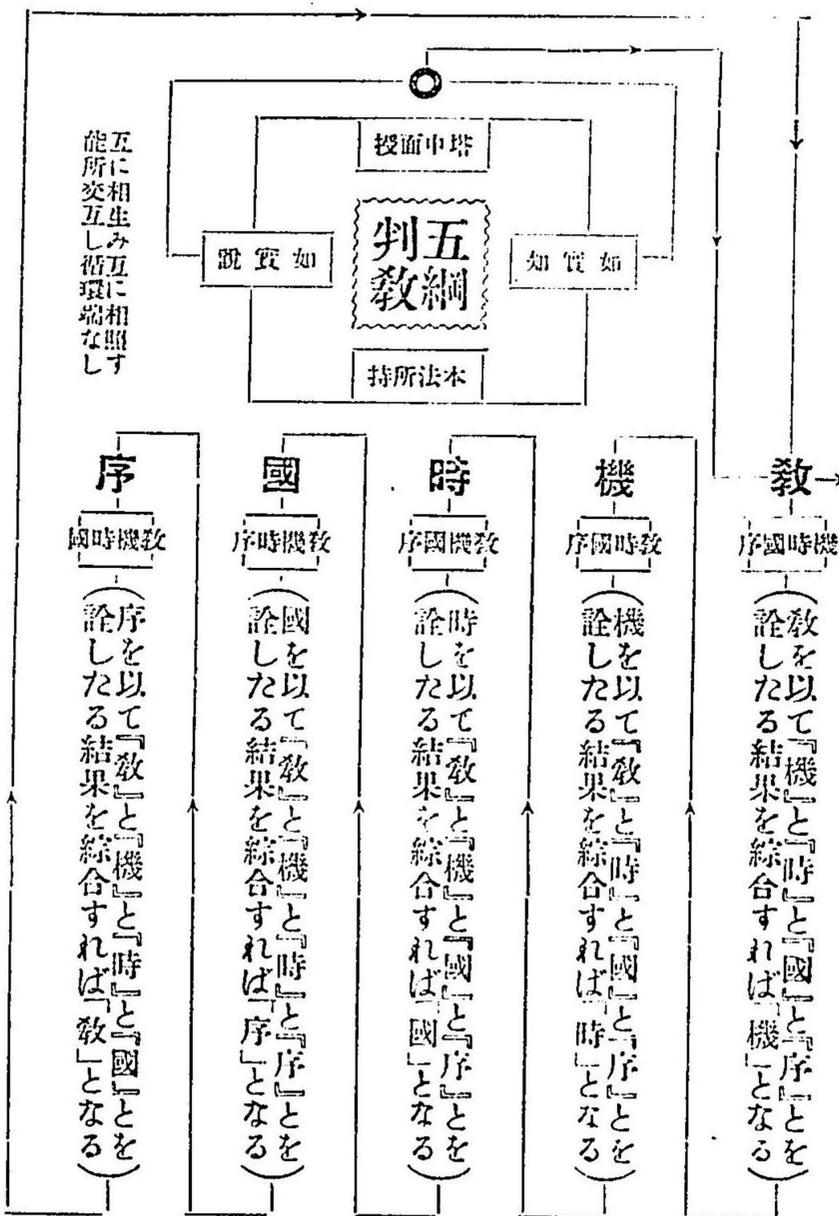 塔中面授
五綱
判教
如實知
如實說
本法所持
互に相生み互に相照す
能所交互し循環端なし
教
機時國序
(教を以て『機』と『時』と『國』と『序』とを
詮したる結果を綜合すれば「機」となる)
機
教時國序
(機を以て『教』と『時』と『國』と『序』とを
詮したる結果を綜合すれば「時」となる)
時
教機國序
(時を以て『教』と『機』と『國』と『序』とを
詮したる結果を綜合すれば「國」となる)
國
教機時序
(國を以て『教』と『機』と『時』と『序』とを
詮したる結果を綜合すれば「序」となる)
序
教機時國
(序を以て『教』と『機』と『時』と『國』とを
詮したる結果を綜合すれば「教」となる)